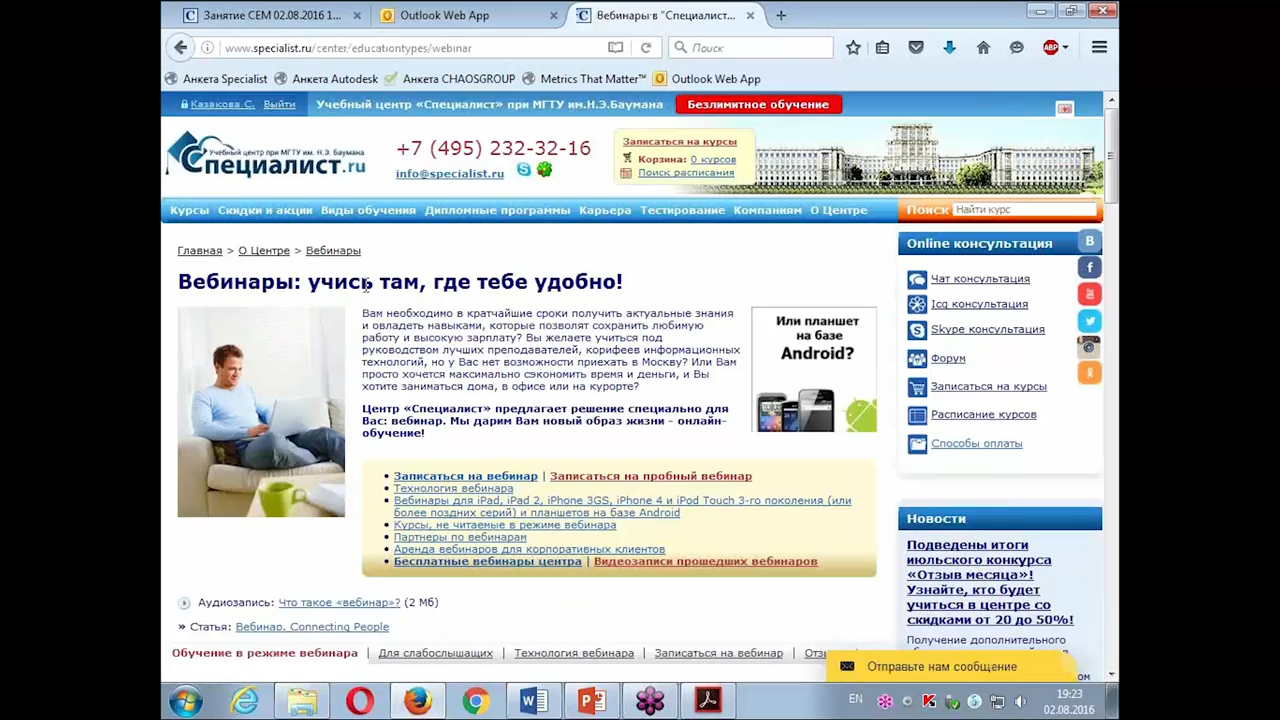 Занятие СЕМ 02.08.2016 1...
Outlook Web App
Вебинары в "Специалист...
www.specialist.ru/center/educationtypes/webinar
Поиск
ABP
Анкета Specialist
Анкета Autodesk
Анкета CHAOSGROUP
Metrics That Matter™
Outlook Web App
Казакова С.
Выйти
Учебный центр «Специалист» при МГТУ им.Н.Э.Баумана
Безлимитное обучение
Учебный центр при МГТУ им. Н.Э. Баумана
Специалист.ru
+7 (495) 232-32-16
info@specialist.ru
Записаться на курсы
Корзина: 0 курсов
Поиск расписания
Курсы Скидки и акции Виды обучения Дипломные программы Карьера Тестирование Компаниям О Центре
Поиск Найти курс
Главная > О Центре > Вебинары
Вебинары: учись там, где тебе удобно!
Вам необходимо в кратчайшие сроки получить актуальные знания
и овладеть навыками, которые позволят сохранить любимую
работу и высокую зарплату? Вы желаете учиться под
руководством лучших преподавателей, корифеев информационных
технологий, но у Вас нет возможности приехать в Москву? Или Вам
просто хочется максимально сэкономить время и деньги, и Вы
хотите заниматься дома, в офисе или на курорте?
Центр «Специалист» предлагает решение специально для
Вас: вебинар. Мы дарим Вам новый образ жизни - онлайн-
обучение!
Или планшет
на базе
Android?
• Записаться на вебинар | Записаться на пробный вебинар
• Технология вебинара
• Вебинары для iPad, iPad 2, iPhone 3GS, iPhone 4 и iPod Touch 3-го поколения (или
более поздних серий) и планшетов на базе Android
• Курсы, не читаемые в режиме вебинара
• Партнеры по вебинарам
• Аренда вебинаров для корпоративных клиентов
• Бесплатные вебинары центра | Видеозаписи прошедших вебинаров
Аудиозапись: Что такое «вебинар»? (2 Мб)
» Статья: Вебинар. Connecting People
Обучение в режиме вебинара | Для слабослышащих | Технология вебинара | Записаться на вебинар | Отз
Online консультация
Чат консультация
Icq консультация
Skype консультация
Форум
Записаться на курсы
Расписание курсов
Способы оплаты
Новости
Подведены итоги
июльского конкурса
«Отзыв месяца»!
Узнайте, кто будет
учиться в центре со
скидками от 20 до 50%!
Получение дополнительного
ом
Отправьте нам сообщение
EN
19:23
02.08.2016